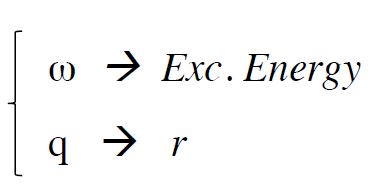 ω → Exc. Energy
q → r